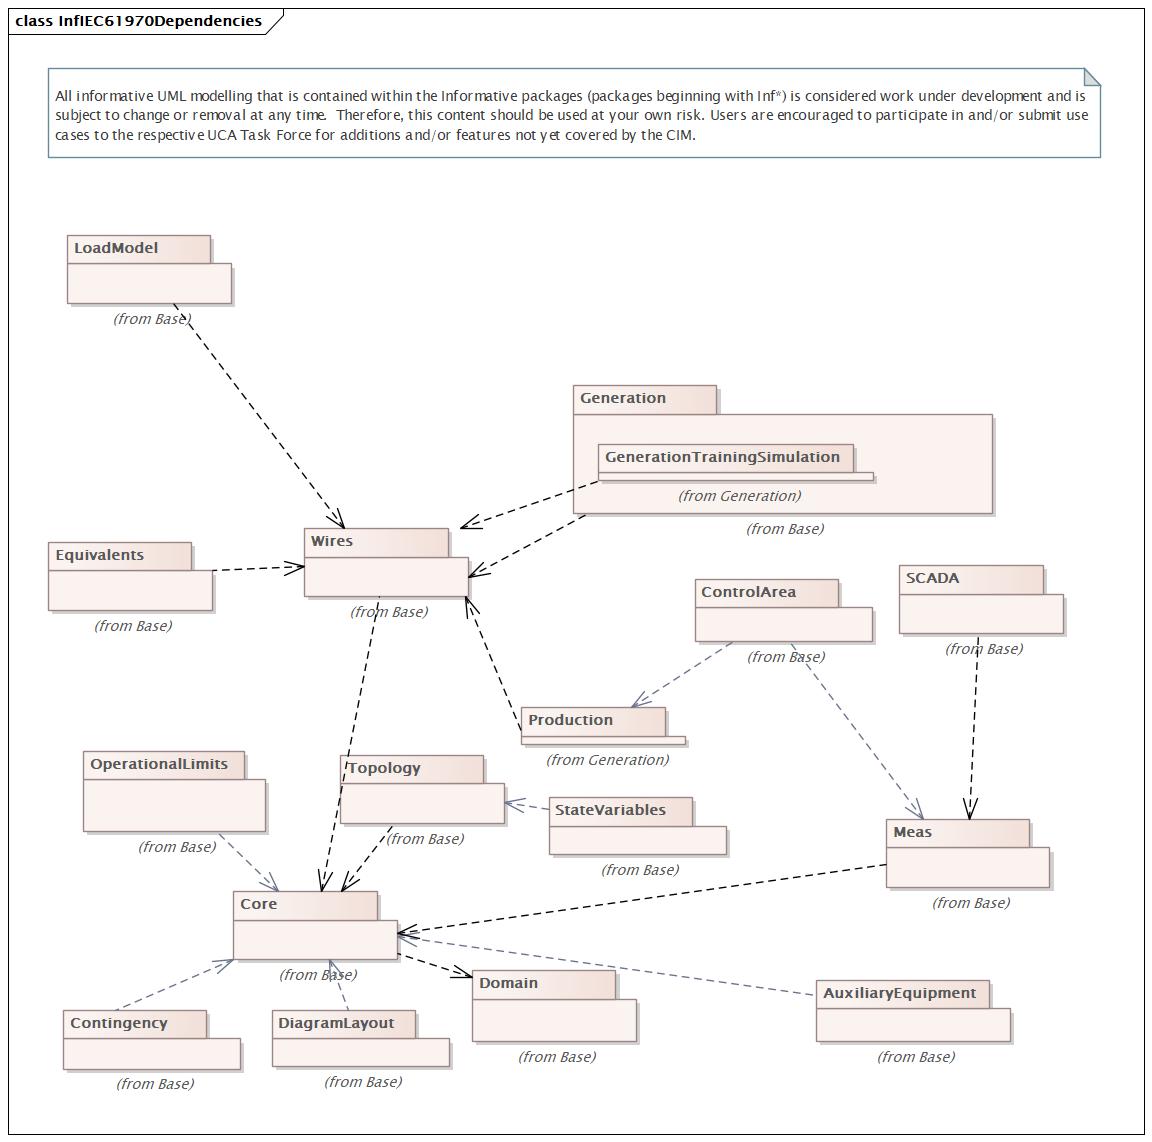 class InfIEC61970Dependencies
All informative UML modelling that is contained within the Informative packages (packages beginning with Inf*) is considered work under development and is
subject to change or removal at any time.  Therefore, this content should be used at your own risk. Users are encouraged to participate in and/or submit use
cases to the respective UCA Task Force for additions and/or features not yet covered by the CIM.
LoadModel
(from Base)
Generation
GenerationTrainingSimulation
(from Generation)
(from Base)
Wires
(from Base)
Equivalents
(from Base)
SCADA
(from Base)
ControlArea
(from Base)
Production
(from Generation)
OperationalLimits
(from Base)
Topology
(from Base)
StateVariables
(from Base)
Meas
(from Base)
Core
(from Base)
Domain
(from Base)
AuxiliaryEquipment
(from Base)
Contingency
(from Base)
DiagramLayout
(from Base)